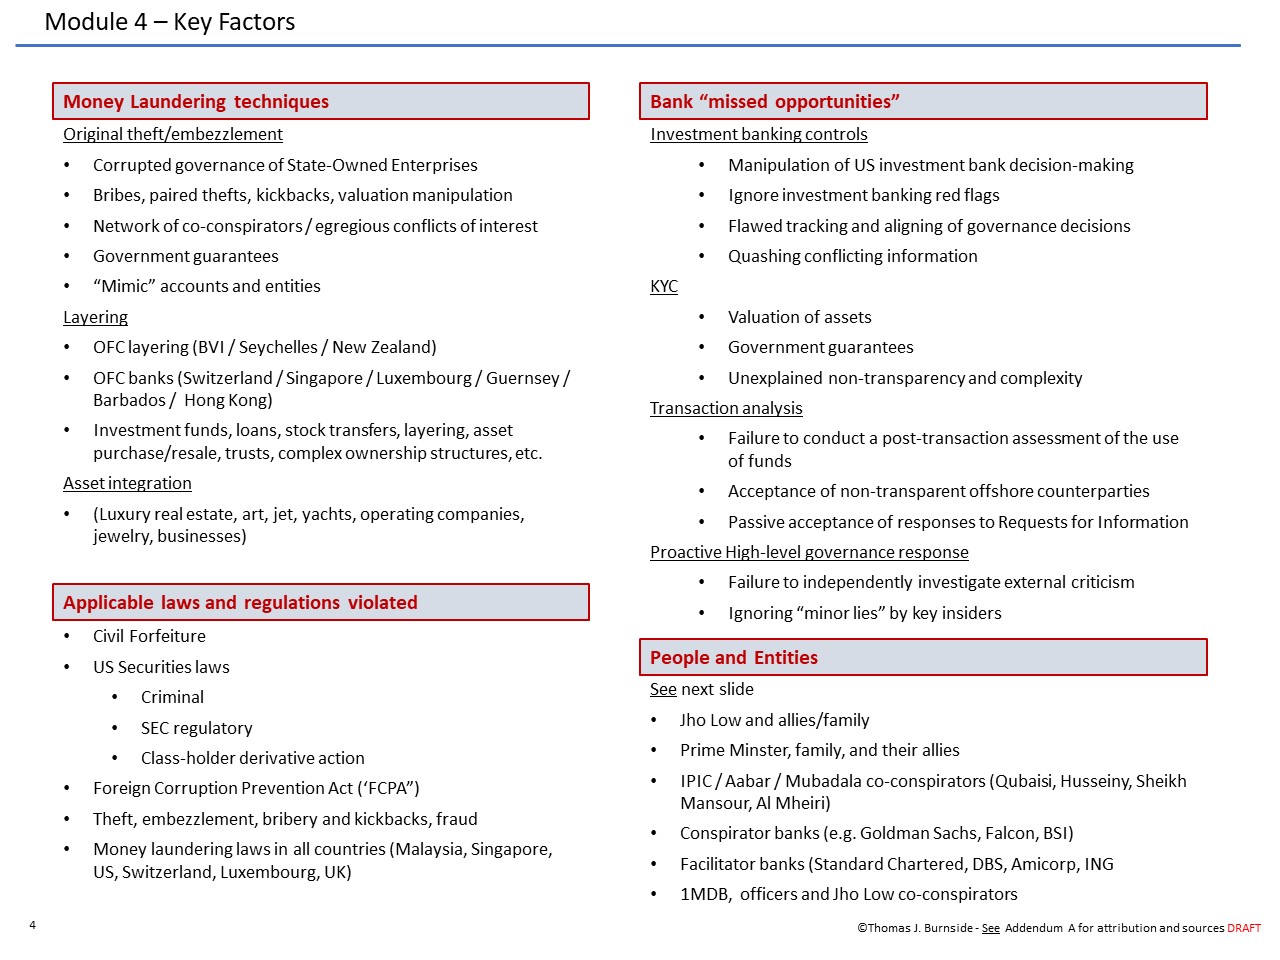 Module 4 – Key Factors
Money Laundering techniques
Original theft/embezzlement
• Corrupted governance of State-Owned Enterprises
• Bribes, paired thefts, kickbacks, valuation manipulation
• Network of co-conspirators / egregious conflicts of interest
• Government guarantees
• “Mimic” accounts and entities
Layering
• OFC layering (BVI / Seychelles / New Zealand)
• OFC banks (Switzerland / Singapore / Luxembourg / Guernsey /
Barbados / Hong Kong)
• Investment funds, loans, stock transfers, layering, asset
purchase/resale, trusts, complex ownership structures, etc.
Asset integration
• (Luxury real estate, art, jet, yachts, operating companies,
jewelry, businesses)
Applicable laws and regulations violated
• Civil Forfeiture
• US Securities laws
• Criminal
• SEC regulatory
• Class-holder derivative action
• Foreign Corruption Prevention Act (‘FCPA”)
• Theft, embezzlement, bribery and kickbacks, fraud
• Money laundering laws in all countries (Malaysia, Singapore,
US, Switzerland, Luxembourg, UK)
Bank “missed opportunities”
Investment banking controls
• Manipulation of US investment bank decision-making
• Ignore investment banking red flags
• Flawed tracking and aligning of governance decisions
• Quashing conflicting information
KYC
• Valuation of assets
• Government guarantees
• Unexplained non-transparency and complexity
Transaction analysis
• Failure to conduct a post-transaction assessment of the use
of funds
• Acceptance of non-transparent offshore counterparties
• Passive acceptance of responses to Requests for Information
Proactive High-level governance response
• Failure to independently investigate external criticism
• Ignoring “minor lies” by key insiders
People and Entities
See next slide
• Jho Low and allies/family
• Prime Minster, family, and their allies
• IPIC / Aabar / Mubadala co-conspirators (Qubaisi, Husseiny, Sheikh
Mansour, Al Mheiri)
• Conspirator banks (e.g. Goldman Sachs, Falcon, BSI)
• Facilitator banks (Standard Chartered, DBS, Amicorp, ING
• 1MDB, officers and Jho Low co-conspirators
4
©Thomas J. Burnside - See Addendum A for attribution and sources DRAFT